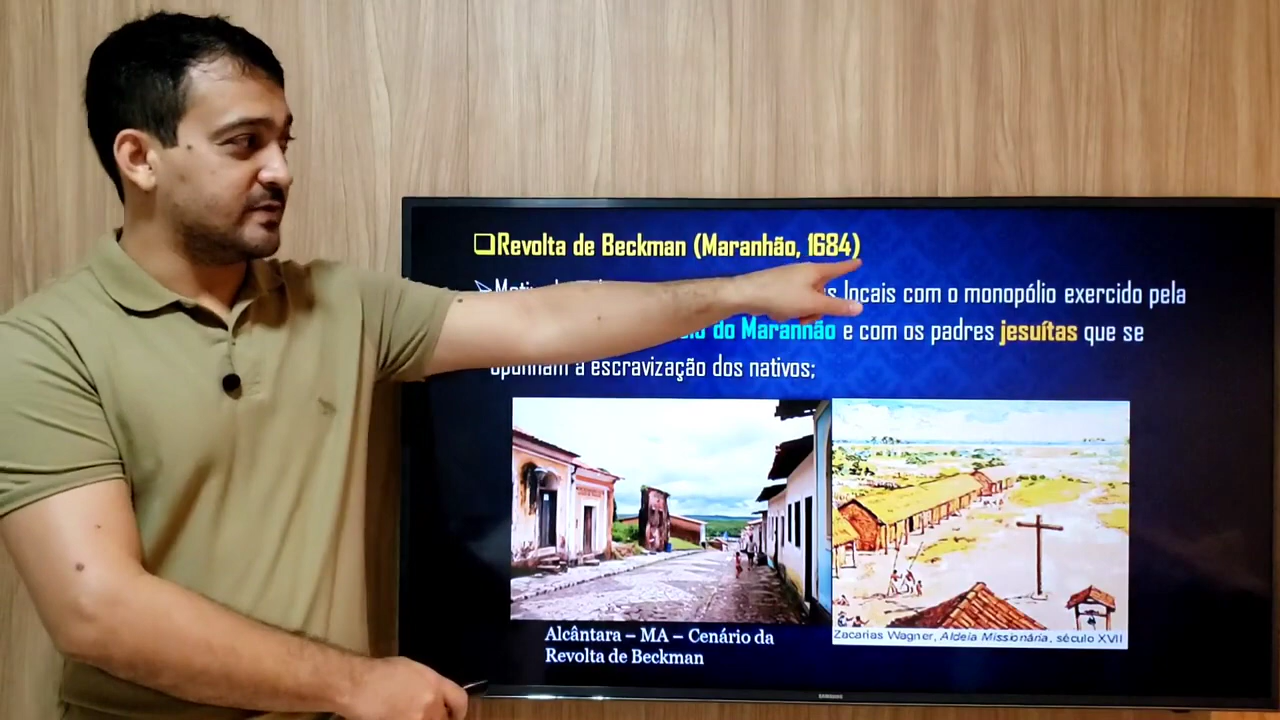 Revolta de Beckman (Maranhão, 1684)
locais com o monopólio exercido pela
do Maranhão e com os padres jesuítas que se
escravização dos nativos;
Alcântara – MA – Cenário da
Revolta de Beckman
Zacarias Wagner, Aldeia Missionária, século XVII
SAMSUNG